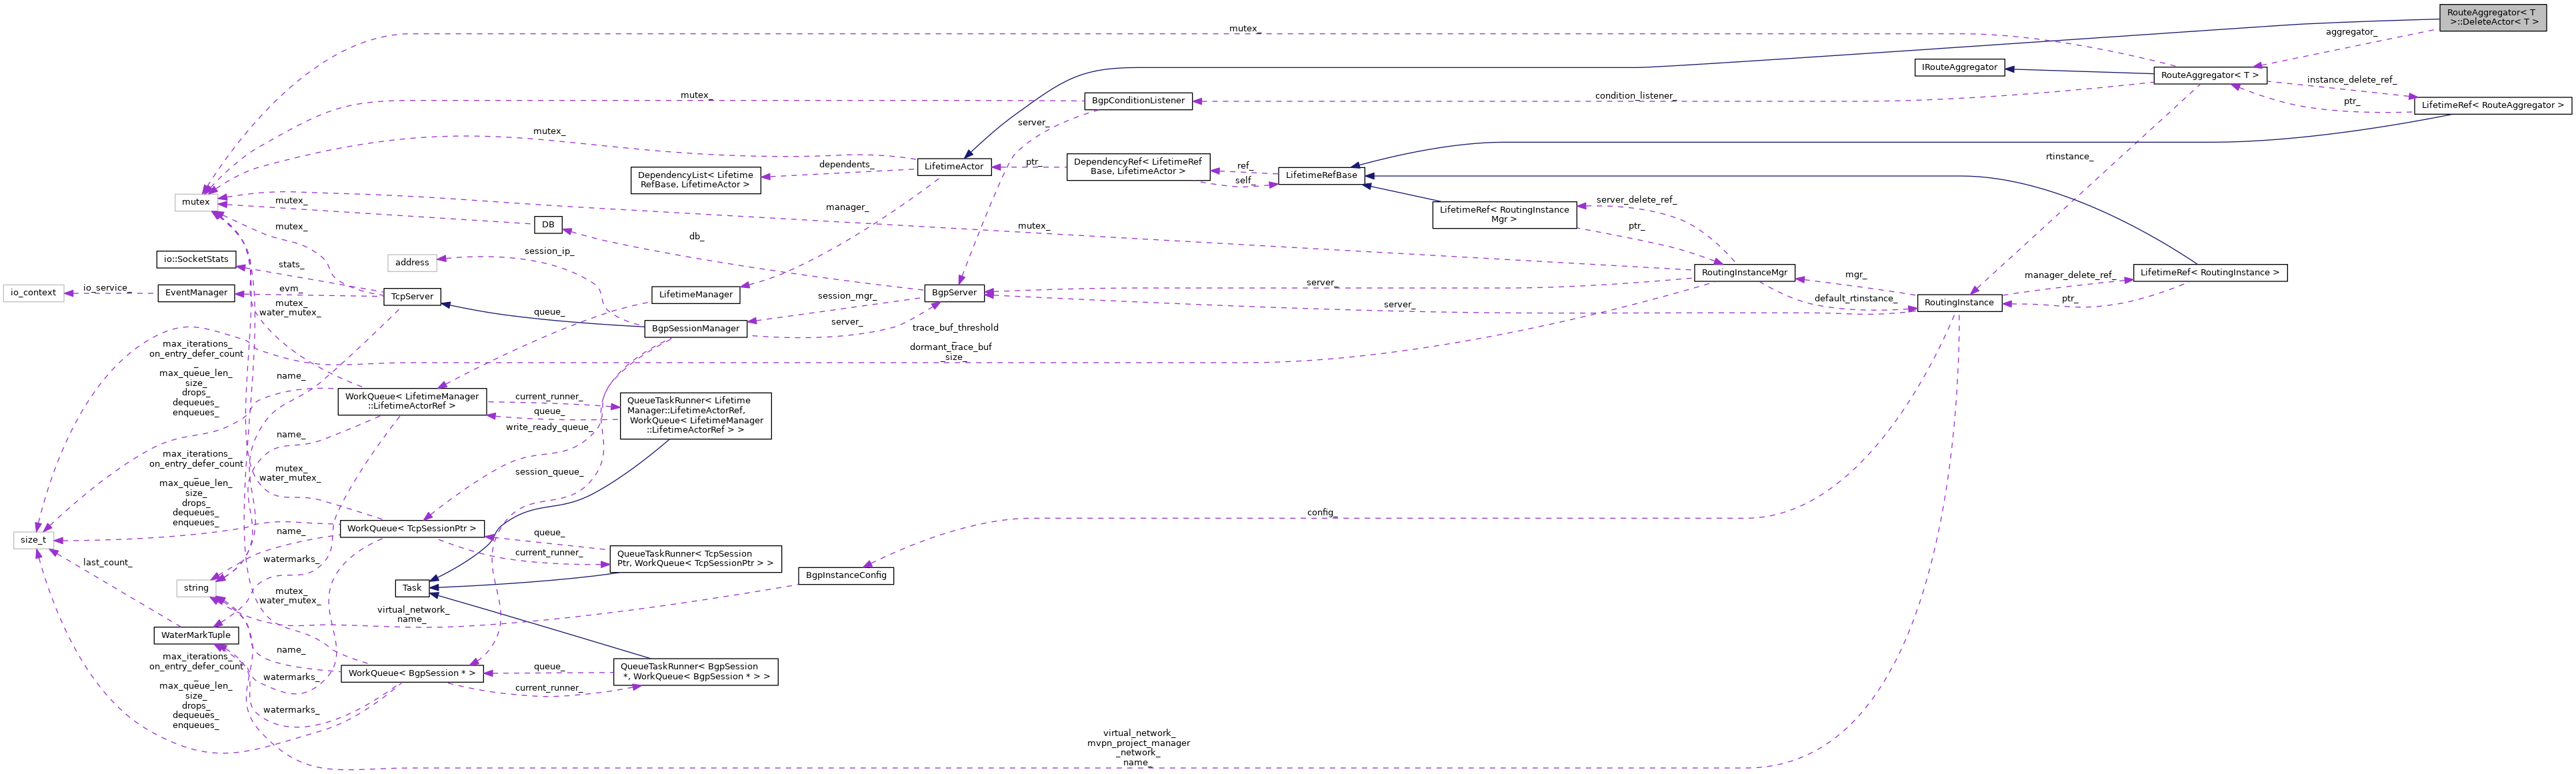 RouteAggregator< T
>::DeleteActor< T >
mutex_
aggregator_
IRouteAggregator
RouteAggregator< T >
instance_delete_ref_
mutex_
BgpConditionListener
condition_listener_
ptr_
LifetimeRef< RouteAggregator >
server_
mutex_
rtinstance_
dependents_
LifetimeActor
ptr_
DependencyRef< LifetimeRef
Base, LifetimeActor >
ref_
self_
LifetimeRefBase
DependencyList< Lifetime
RefBase, LifetimeActor >
mutex
mutex_
manager_
server_delete_ref_
LifetimeRef< RoutingInstance
Mgr >
ptr_
DB
mutex_
mutex_
db_
session_ip_
io::SocketStats
stats_
address
RoutingInstanceMgr
mgr_
manager_delete_ref_
LifetimeRef< RoutingInstance >
io_context
io_service_
EventManager
evm_
TcpServer
LifetimeManager
session_mgr_
BgpServer
server_
server_
default_rtinstance_
RoutingInstance
ptr_
mutex_
water_mutex_
queue_
BgpSessionManager
server_
trace_buf_threshold
_
dormant_trace_buf
_size_
max_iterations_
on_entry_defer_count
_
max_queue_len_
size_
drops_
dequeues_
enqueues_
name_
WorkQueue< LifetimeManager
::LifetimeActorRef >
current_runner_
queue_
write_ready_queue_
QueueTaskRunner< Lifetime
Manager::LifetimeActorRef,
WorkQueue< LifetimeManager
::LifetimeActorRef > >
name_
max_iterations_
on_entry_defer_count
_
max_queue_len_
size_
drops_
dequeues_
enqueues_
mutex_
water_mutex_
session_queue_
config_
size_t
name_
WorkQueue< TcpSessionPtr >
queue_
current_runner_
QueueTaskRunner< TcpSession
Ptr, WorkQueue< TcpSessionPtr > >
watermarks_
last_count_
string
Task
BgpInstanceConfig
mutex_
water_mutex_
virtual_network_
name_
WaterMarkTuple
name_
max_iterations_
on_entry_defer_count
_
max_queue_len_
size_
drops_
dequeues_
enqueues_
watermarks_
WorkQueue< BgpSession * >
queue_
current_runner_
QueueTaskRunner< BgpSession
*, WorkQueue< BgpSession * > >
watermarks_
virtual_network_
mvpn_project_manager
_network_
name_